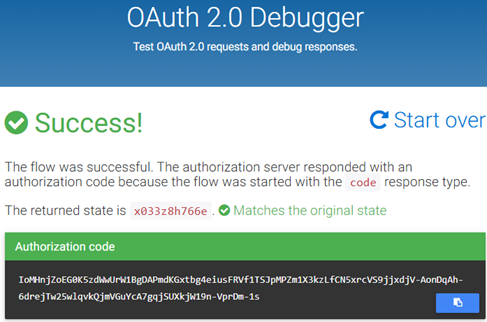 OAuth 2.0 Debugger
Test OAuth 2.0 requests and debug responses.
Success!
Start over
The flow was successful. The authorization server responded with an
authorization code because the flow was started with the code response type.
The returned state is x033z8h766e. Matches the original state
Authorization code
IoMHnjZoEG0K5zdWwUrW1BgDAPmdKGxtbg4eiusFRVf1TSJpMPZm1X3kzLfCN5xrcVS9jjxdjV-AonDqAh-
6drejTw25wlqvkQjmVGuYcA7gqjSUXkjW19n-VprDm-1s